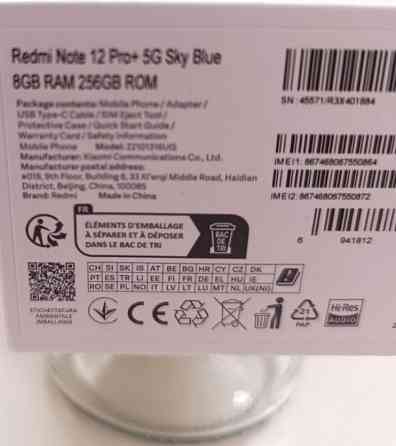 Redmi Note 12 Pro+ 5G Sky Blue
8GB RAM 256GB ROM
Package contents: Mobile Phone / Adapter /
USB Type-C Cable / SIM Eject Tool /
Protective Case / Quick Start Guide /
Warranty Card / Safety Information
Mobile Phone Model: 22101316UG
Manufacturer: Xiaomi Communications Co., Ltd.
Manufacturer postal address:
#019, 9th Floor, Building 6, 33 Xi'erqi Middle Road, Haidian
District, Beijing, China, 100085
Brand: Redmi Made in China
SN: 45571/R3X401884
IMEI1: 867468067550864
IMEI2: 867468067550872
6 941812
FR
ÉLÉMENTS D'EMBALLAGE
À SÉPARER ET À DÉPOSER
DANS LE BAC DE TRI
BAC
DE
TRI
CH SI SK IS AT BE BG HR CY CZ DK
PT ES TR LI EE FI FR DE EL HU IE
RO SE PL NO IT LV LT LU MT NL UK(NI)
ETICHETTATURA
AMBIENTALE
IMBALLAGGI
CE
21
PAP
Hi-Res
AUDIO